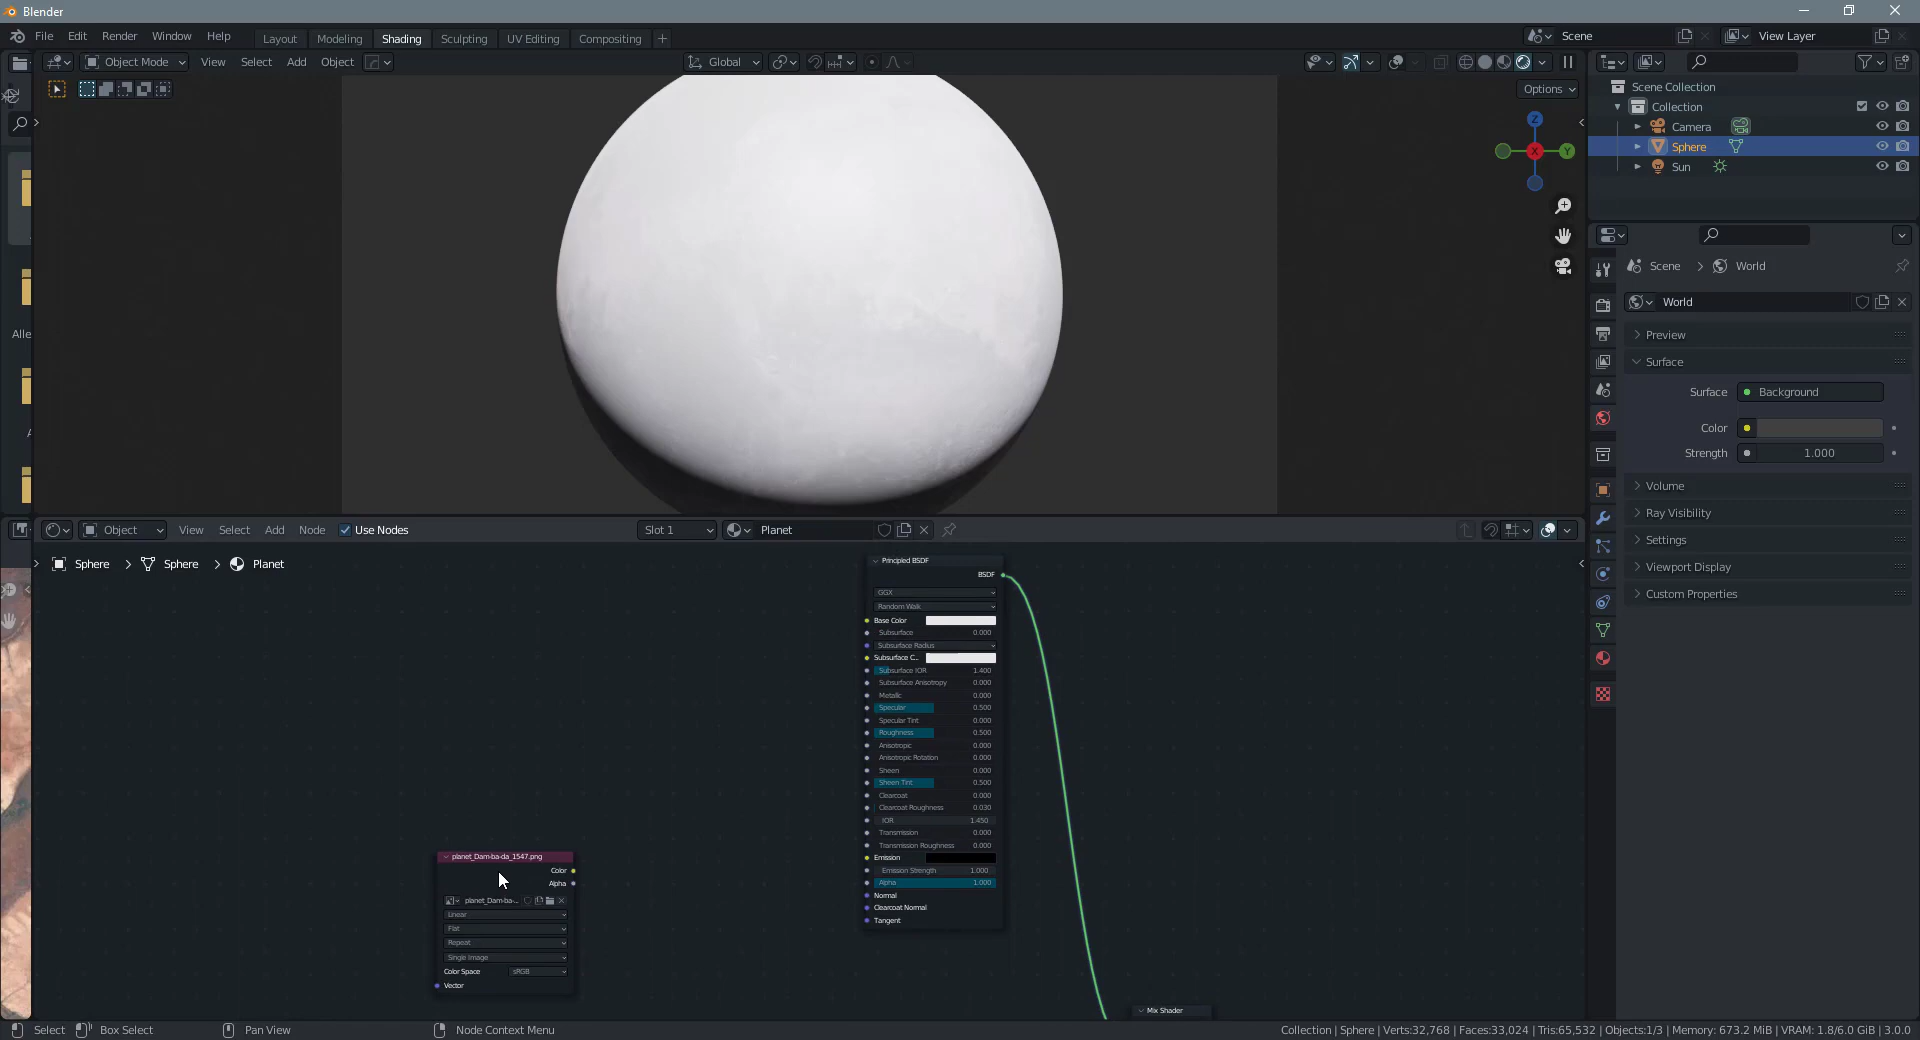 Blender
File Edit Render Window Help
Layout Modeling Shading Sculpting UV Editing Compositing +
Scene
View Layer
Object Mode View Select Add Object
Global
Options
Z
X
Y
Scene Collection
Collection
Camera
Sphere
Sun
Scene > World
World
Preview
Surface
Surface Background
Color
Strength 1.000
Volume
Ray Visibility
Settings
Viewport Display
Custom Properties
Alle
Object View Select Add Node Use Nodes
Slot 1
Planet
Sphere > Sphere > Planet
Principled BSDF
BSDF
GGX
Random Walk
Base Color
Subsurface 0.000
Subsurface Radius
Subsurface C..
Subsurface IOR 1.400
Subsurface Anisotropy 0.000
Metallic 0.000
Specular 0.500
Specular Tint 0.000
Roughness 0.500
Anisotropic 0.000
Anisotropic Rotation 0.000
Sheen 0.000
Sheen Tint 0.500
Clearcoat 0.000
Clearcoat Roughness 0.030
IOR 1.450
Transmission 0.000
Transmission Roughness 0.000
Emission
Emission Strength 1.000
Alpha 1.000
Normal
Clearcoat Normal
Tangent
planet_Dam-ba-da_1547.png
Color
Alpha
planet_Dam-ba-...
Linear
Flat
Repeat
Single Image
Color Space sRGB
Vector
Mix Shader
Select Box Select Pan View Node Context Menu
Collection | Sphere | Verts:32,768 | Faces:33,024 | Tris:65,532 | Objects:1/3 | Memory: 673.2 MiB | VRAM: 1.8/6.0 GiB | 3.0.0